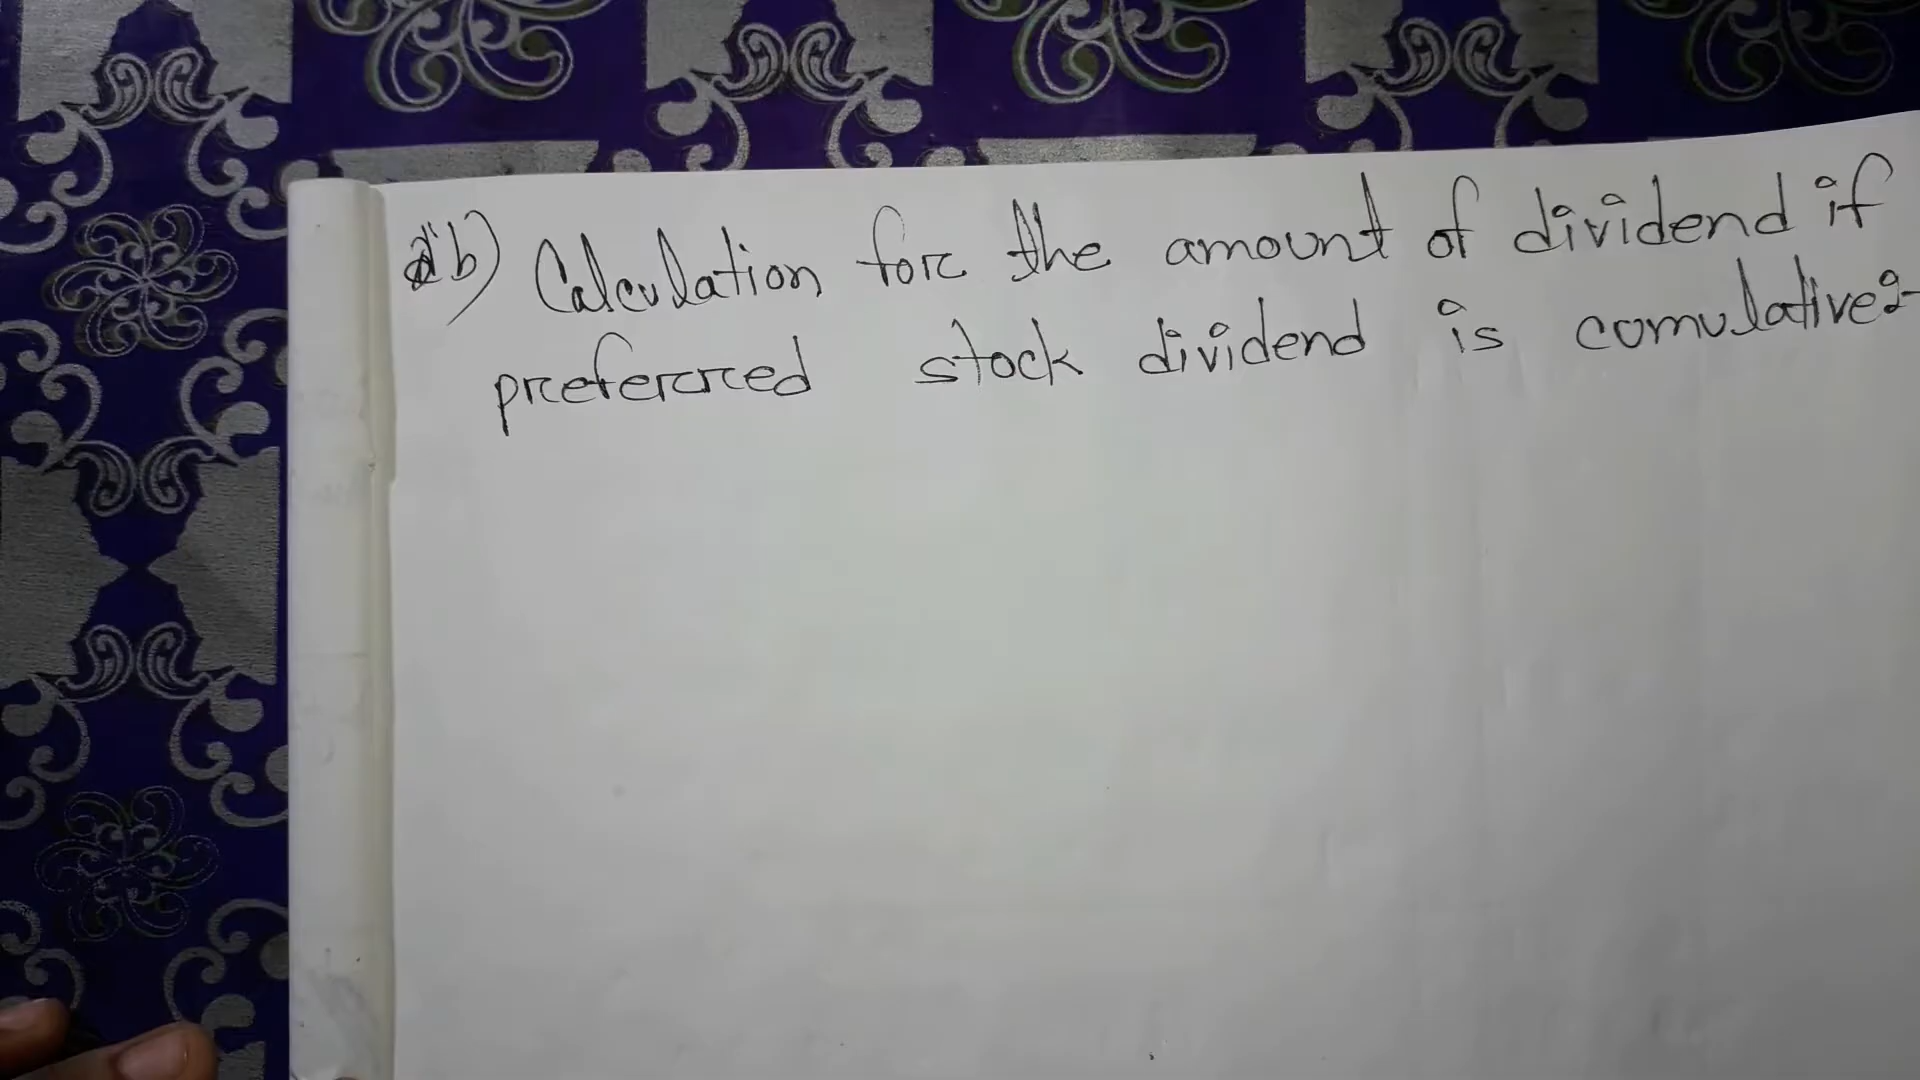 b) Calculation for the amount of dividend if
preferred stock dividend is comulative:-